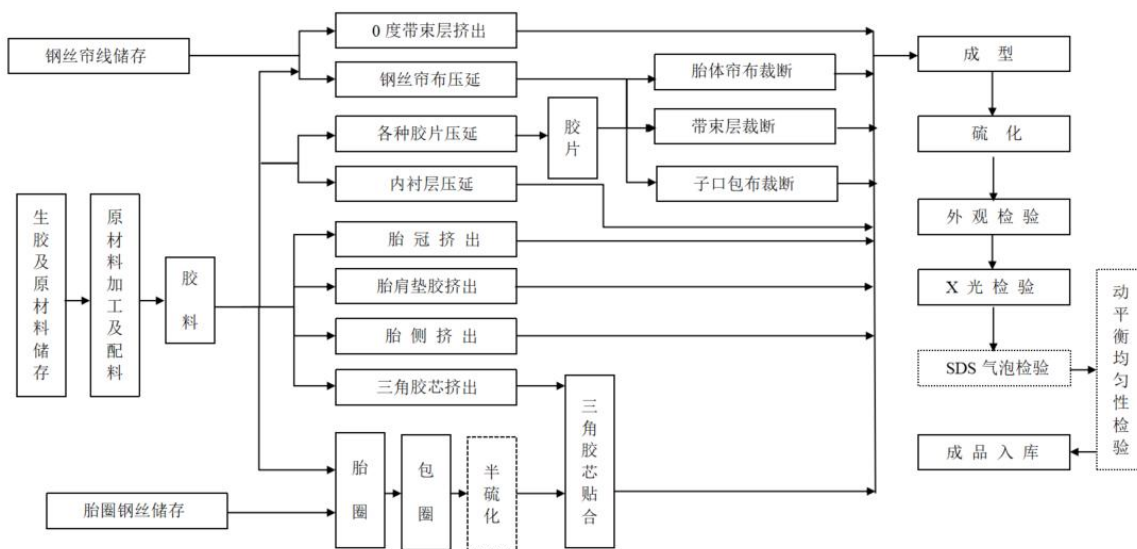 钢丝帘线储存
0 度带束层挤出
钢丝帘布压延
各种胶片压延
内衬层压延
胶片
胎体帘布裁断
带束层裁断
子口包布裁断
生胶及原材料储存
原材料加工及配料
胶料
胎 冠 挤 出
胎肩垫胶挤出
胎 侧 挤 出
三角胶芯挤出
胎圈钢丝储存
胎圈
包圈
半硫化
三角胶芯贴合
成 型
硫 化
外 观 检 验
X 光 检 验
SDS 气泡检验
动平衡均匀性检验
成 品 入 库